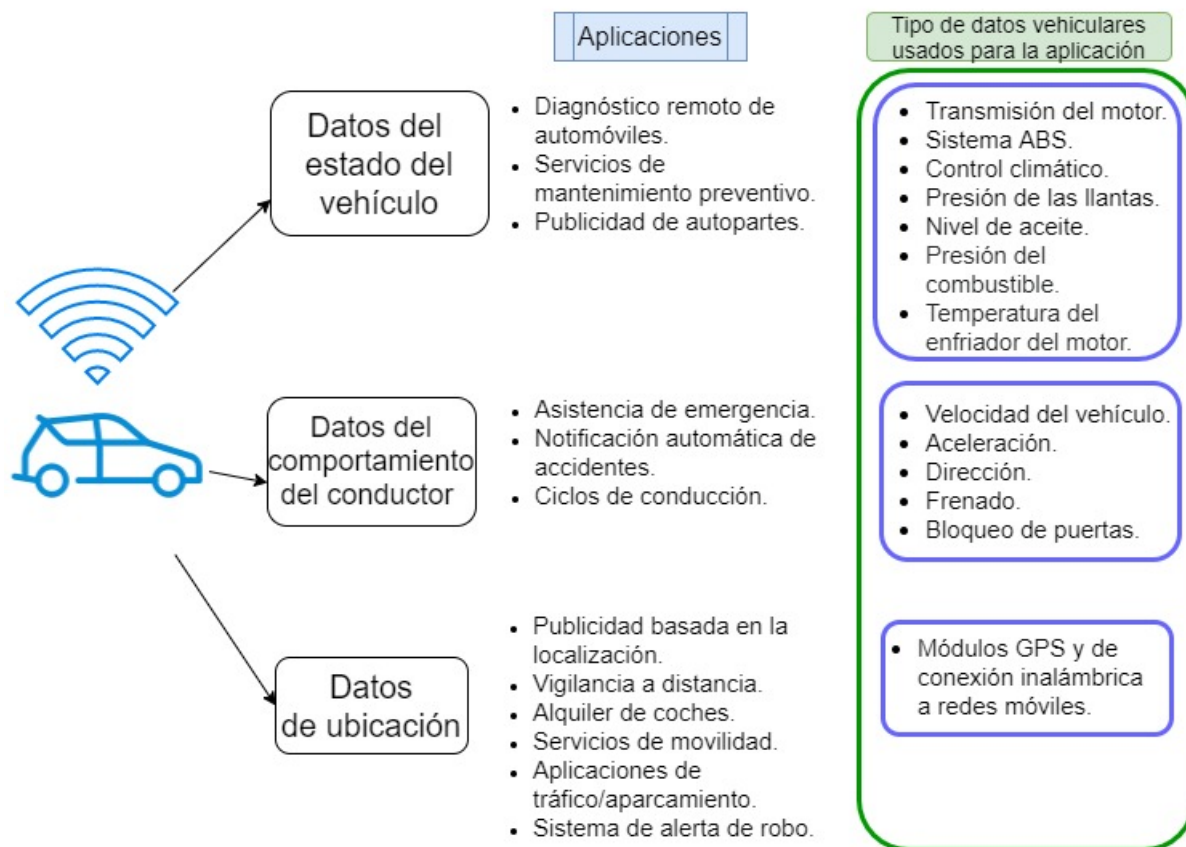 Aplicaciones
Tipo de datos vehiculares
usados para la aplicación
Datos del
estado del
vehículo
• Diagnóstico remoto de
automóviles.
• Servicios de
mantenimiento preventivo.
• Publicidad de autopartes.
• Transmisión del motor.
• Sistema ABS.
• Control climático.
• Presión de las llantas.
• Nivel de aceite.
• Presión del
combustible.
• Temperatura del
enfriador del motor.
Datos del
comportamiento
del conductor
• Asistencia de emergencia.
• Notificación automática de
accidentes.
• Ciclos de conducción.
• Velocidad del vehículo.
• Aceleración.
• Dirección.
• Frenado.
• Bloqueo de puertas.
Datos
de ubicación
• Publicidad basada en la
localización.
• Vigilancia a distancia.
• Alquiler de coches.
• Servicios de movilidad.
• Aplicaciones de
tráfico/aparcamiento.
• Sistema de alerta de robo.
• Módulos GPS y de
conexión inalámbrica
a redes móviles.